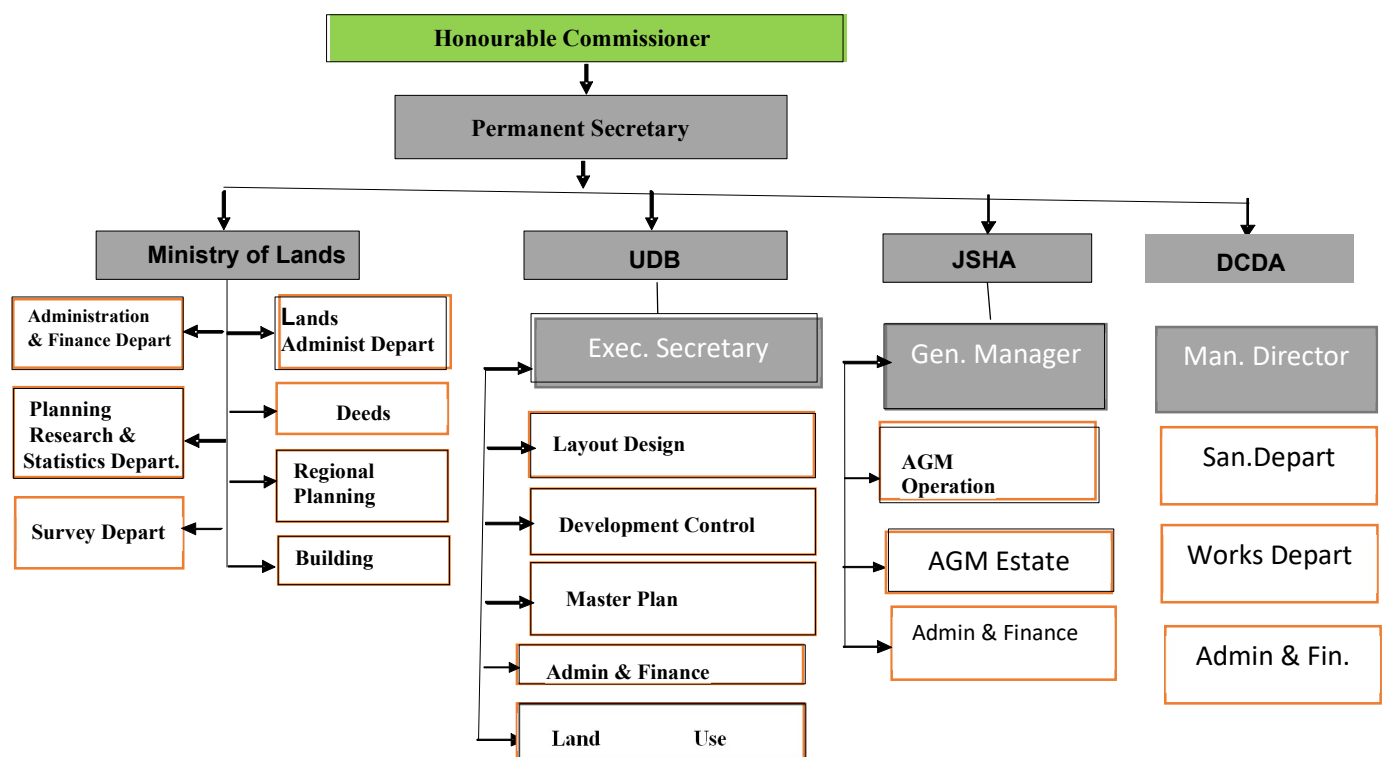 Honourable Commissioner
Permanent Secretary
Ministry of Lands
UDB
JSHA
DCDA
Administration
& Finance Depart
Planning
Research &
Statistics Depart.
Survey Depart
Lands
Administ Depart
Deeds
Regional
Planning
Building
Exec. Secretary
Layout Design
Development Control
Master Plan
Admin & Finance
Land Use
Gen. Manager
AGM
Operation
AGM Estate
Admin & Finance
Man. Director
San.Depart
Works Depart
Admin & Fin.